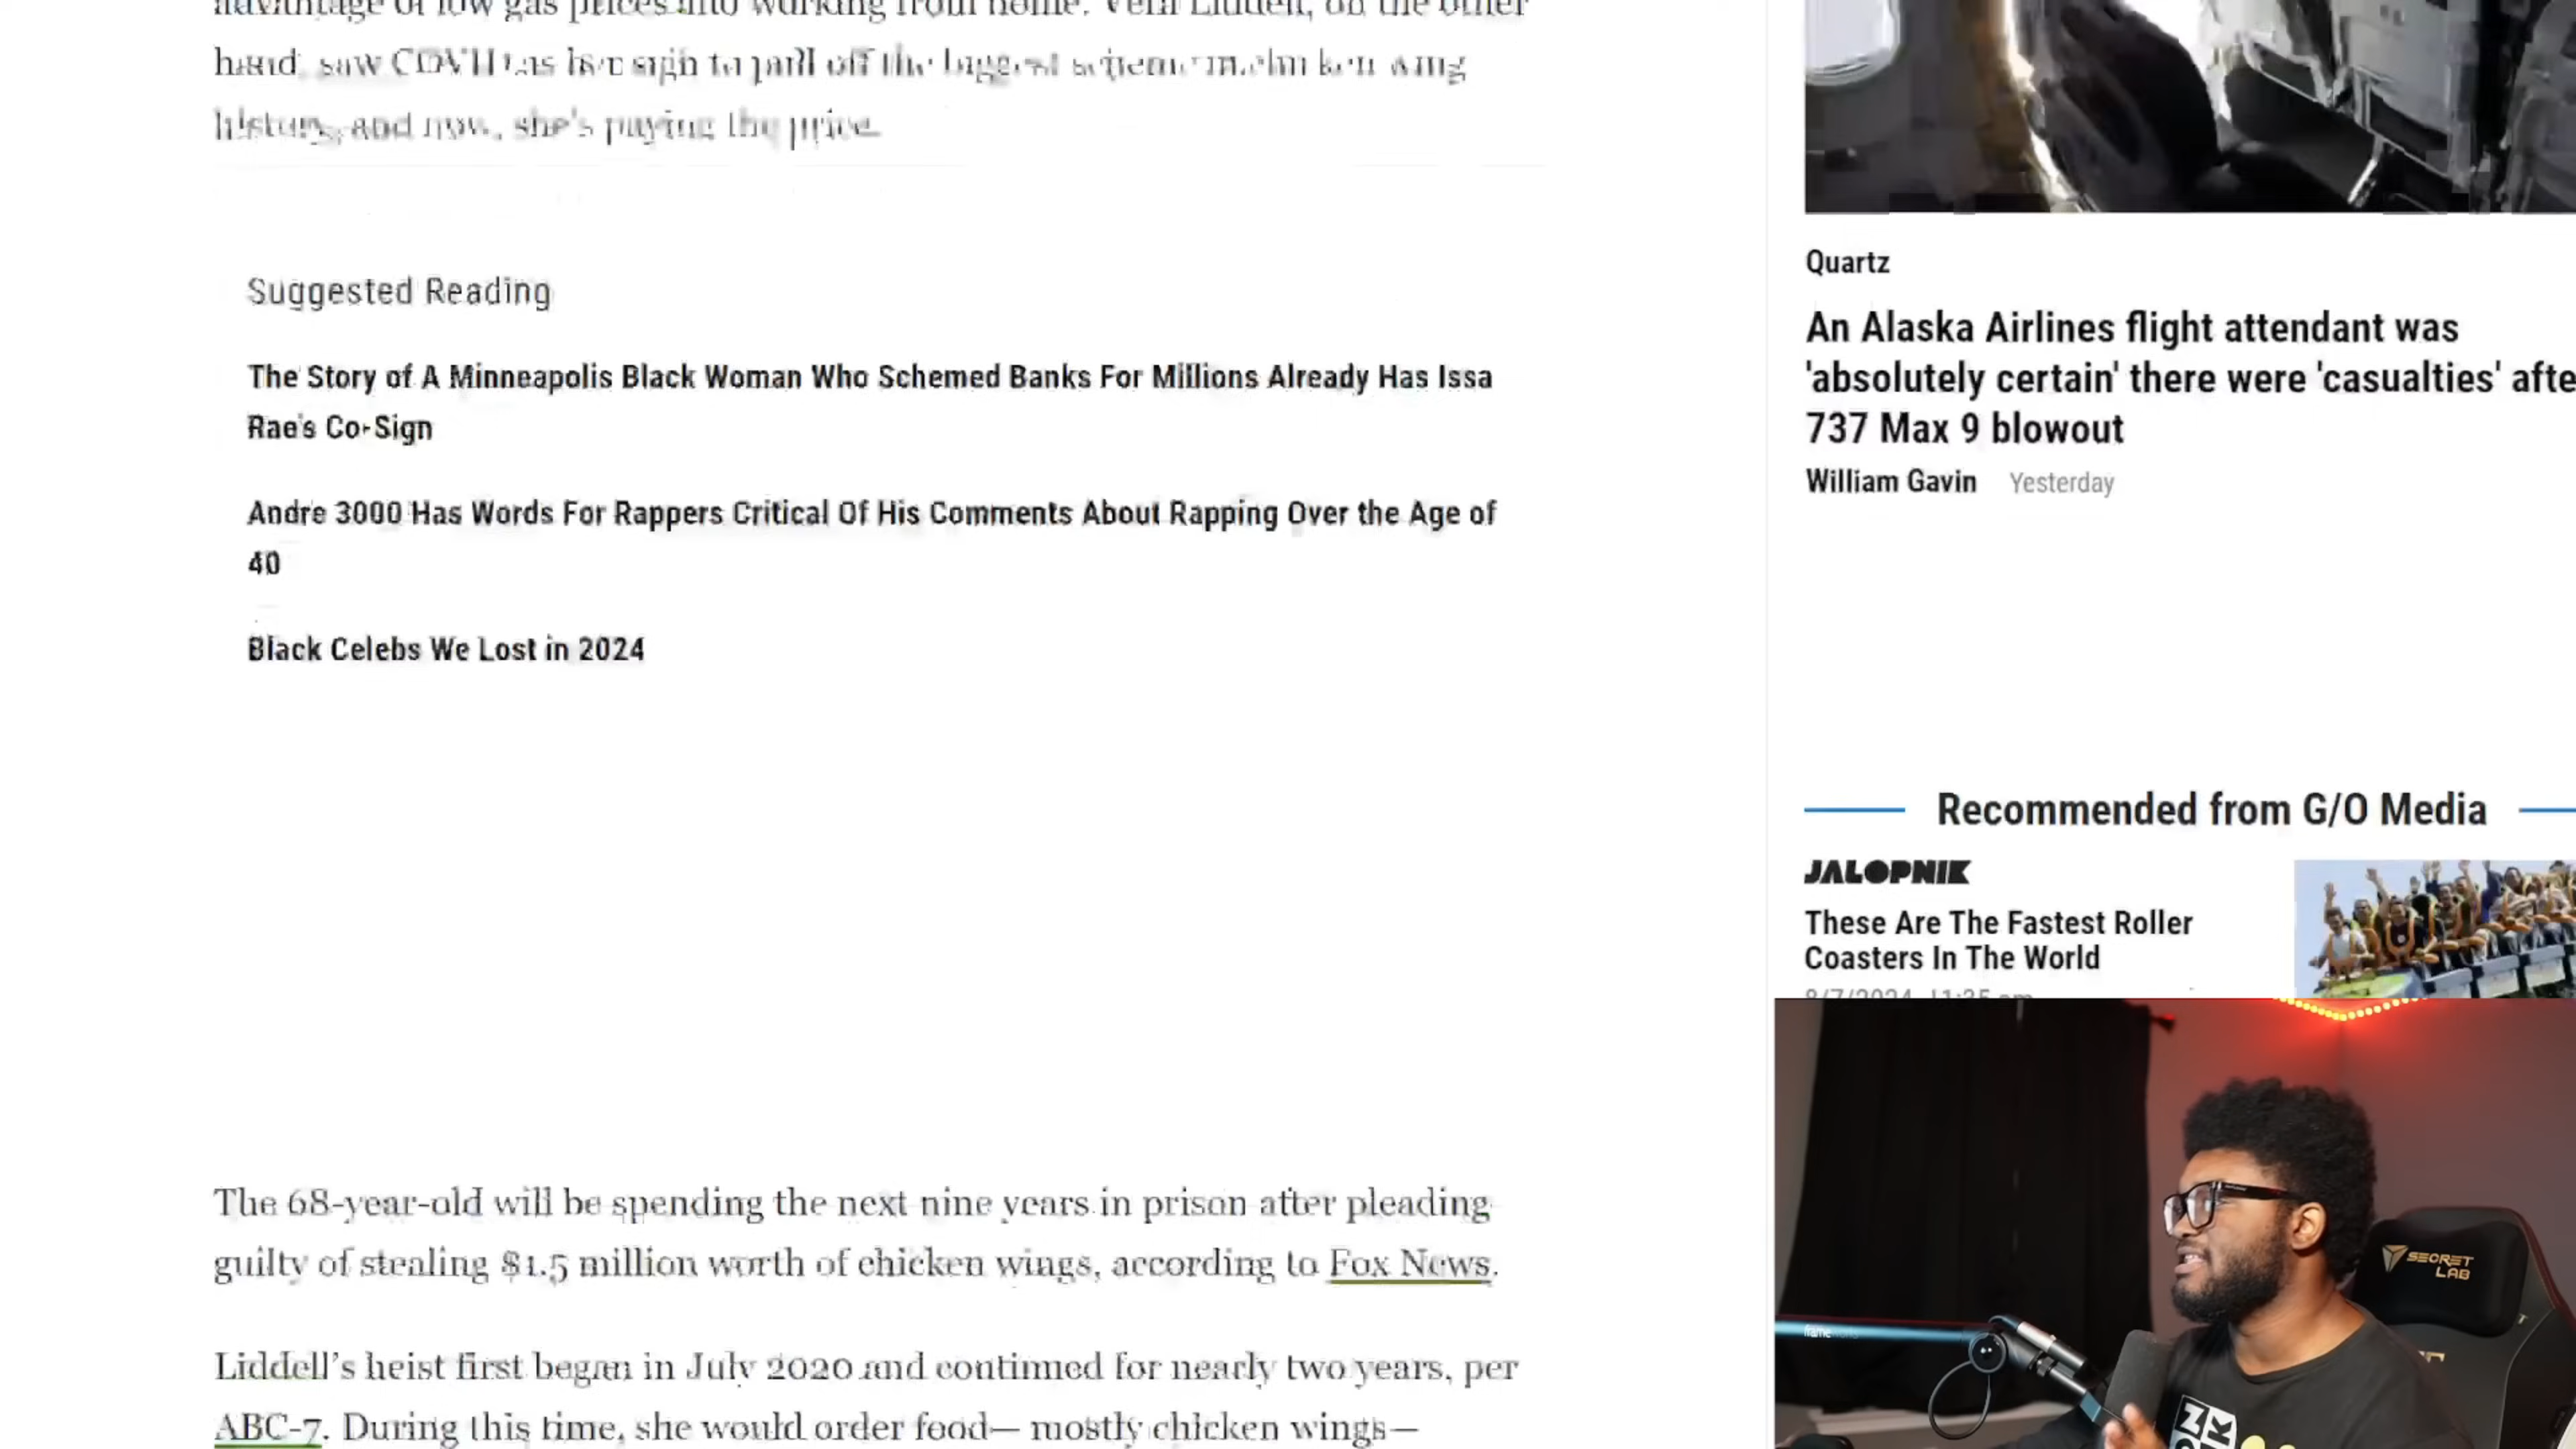 advantage of low gas prices into working from home. Vern Liddell, on the other
hand, saw COVID as her sign to pull off the biggest scheme in chicken wing
history, and now, she's paying the price.
Suggested Reading
The Story of A Minneapolis Black Woman Who Schemed Banks For Millions Already Has Issa
Rae's Co-Sign
Andre 3000 Has Words For Rappers Critical Of His Comments About Rapping Over the Age of
40
Black Celebs We Lost in 2024
The 68-year-old will be spending the next nine years in prison after pleading
guilty of stealing $1.5 million worth of chicken wings, according to Fox News.
Liddell's heist first began in July 2020 and continued for nearly two years, per
ABC-7. During this time, she would order food— mostly chicken wings—
Quartz
An Alaska Airlines flight attendant was
'absolutely certain' there were 'casualties' afte
737 Max 9 blowout
William Gavin Yesterday
Recommended from G/O Media
JALOPNIK
These Are The Fastest Roller
Coasters In The World
SECRET
LAB
frame